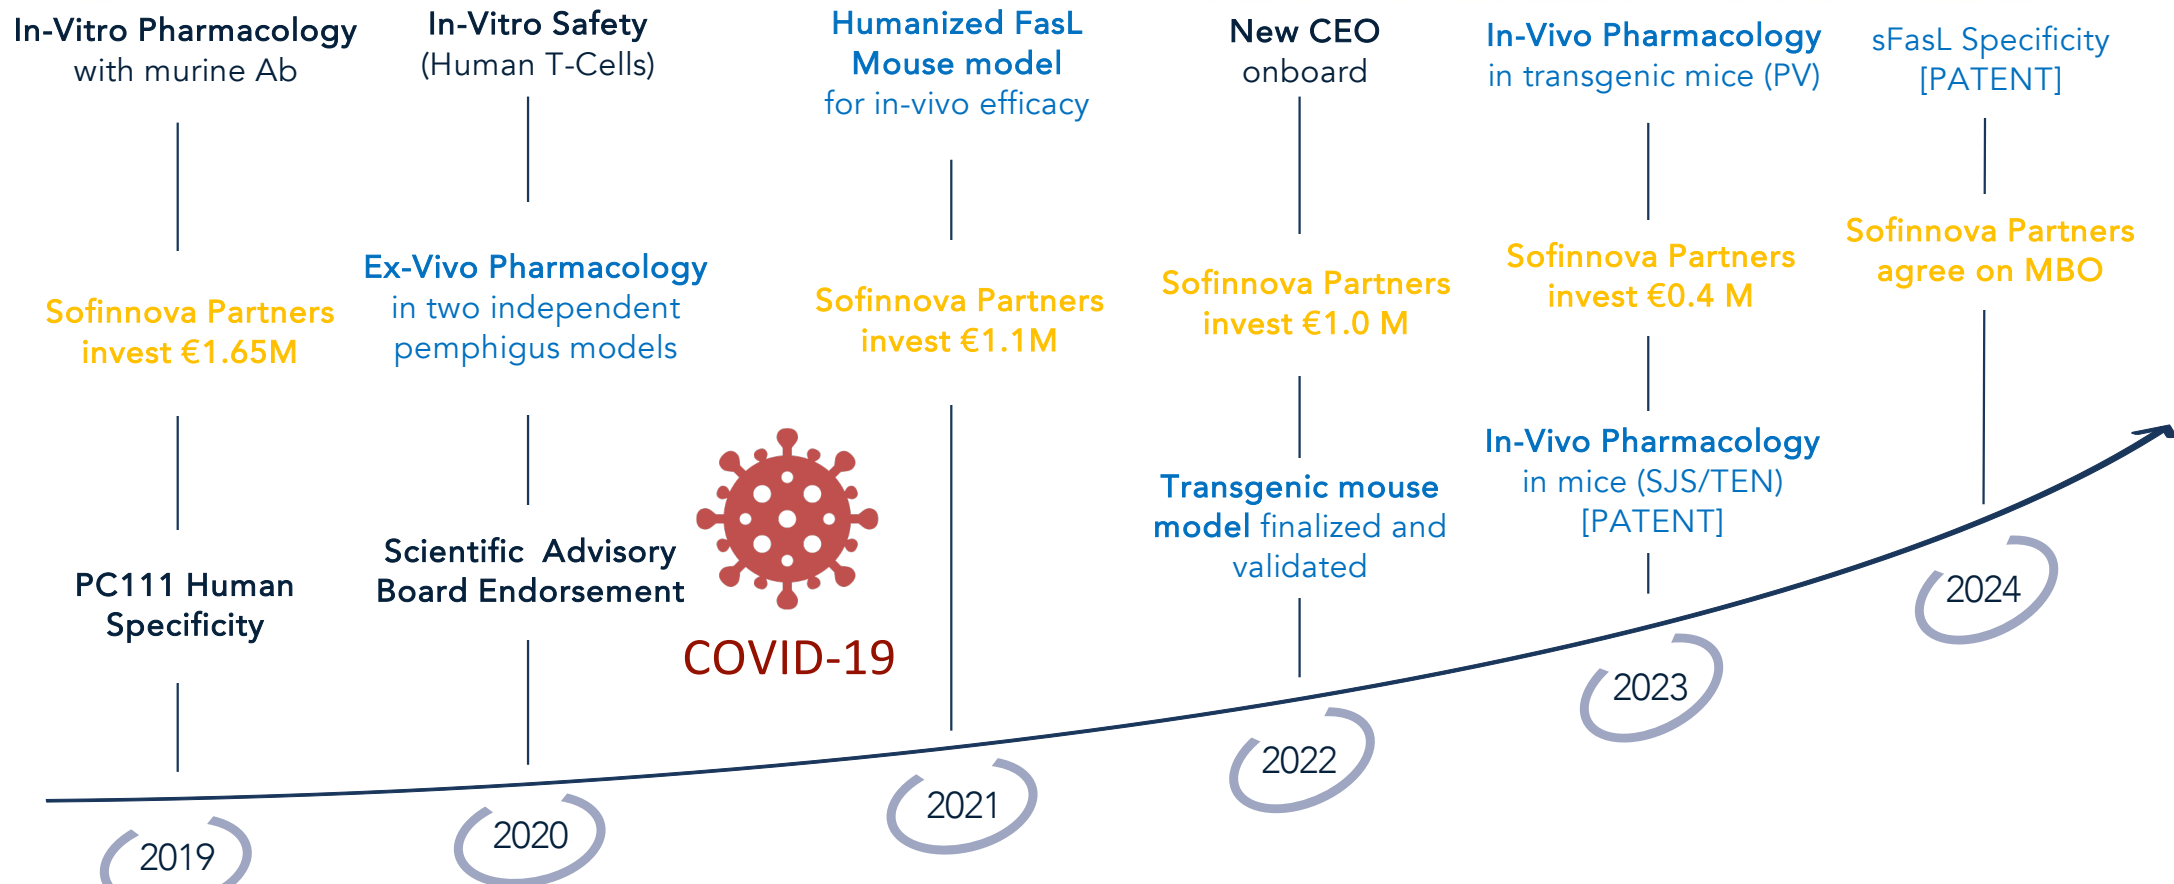 In-Vitro Pharmacology
with murine Ab
Sofinnova Partners
invest €1.65M
PC111 Human
Specificity
2019
In-Vitro Safety
(Human T-Cells)
Ex-Vivo Pharmacology
in two independent
pemphigus models
Scientific Advisory
Board Endorsement
2020
COVID-19
Humanized FasL
Mouse model
for in-vivo efficacy
Sofinnova Partners
invest €1.1M
2021
New CEO
onboard
Sofinnova Partners
invest €1.0 M
Transgenic mouse
model finalized and
validated
2022
In-Vivo Pharmacology
in transgenic mice (PV)
Sofinnova Partners
invest €0.4 M
In-Vivo Pharmacology
in mice (SJS/TEN)
[PATENT]
2023
sFasL Specificity
[PATENT]
Sofinnova Partners
agree on MBO
2024